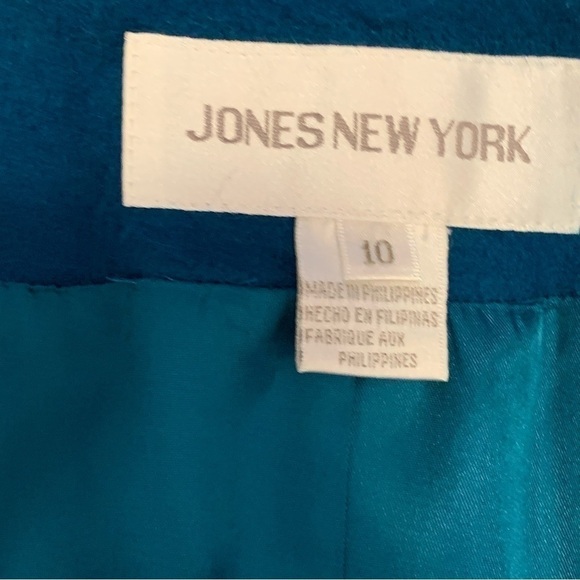 JONES NEW YORK
10
MADE IN PHILIPPINES
HECHO EN FILIPINAS
FABRIQUE AUX
PHILIPPINES